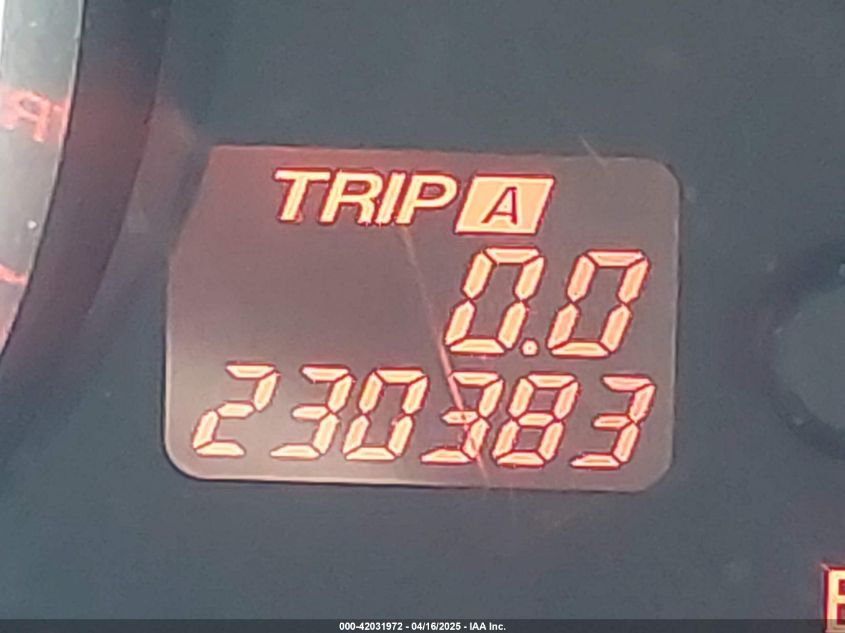 TRIP A
0.0
230383
000-42031972 - 04/16/2025 - IAA Inc.